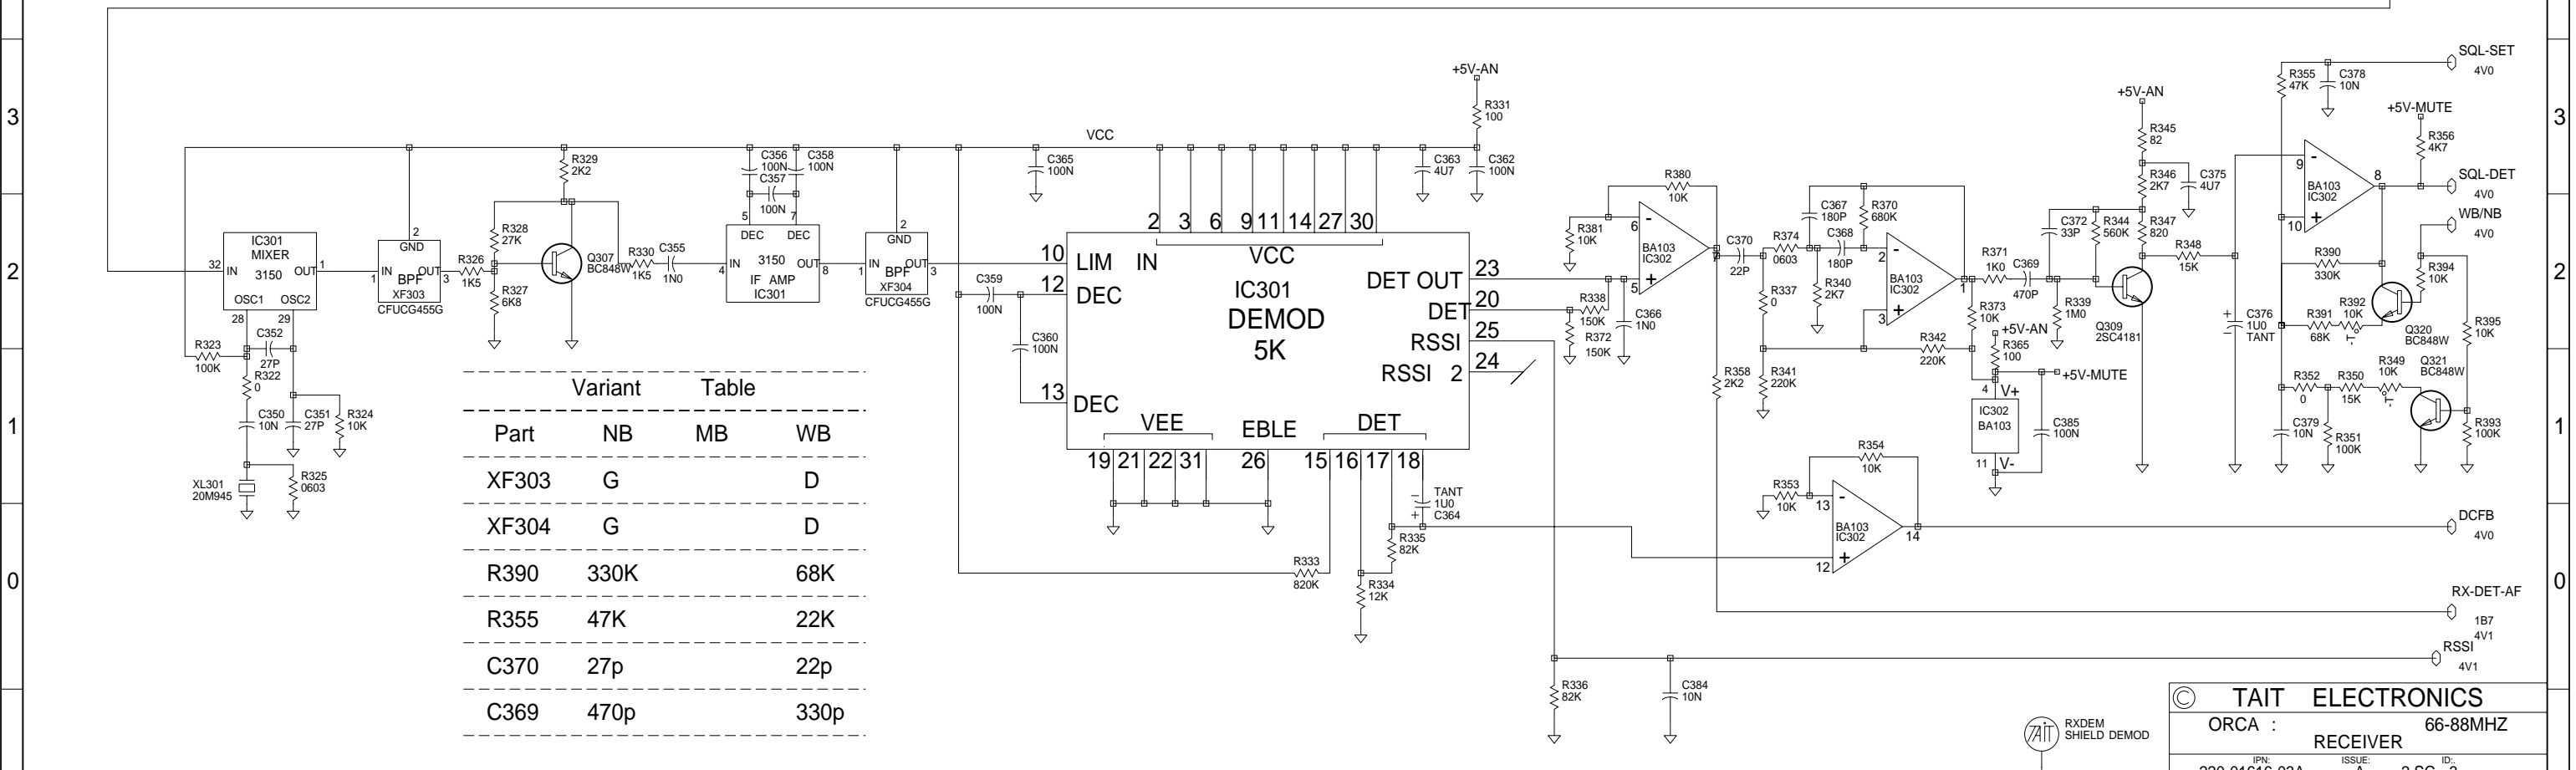 SQL-SET
4V0
R355
47K
C378
10N
+5V-AN
+5V-MUTE
R331
100
+5V-AN
R345
82
R356
4K7
3
3
VCC
R329
2K2
C356
100N
C358
100N
C357
100N
C365
100N
C363
4U7
C362
100N
R380
10K
R346
2K7
C375
4U7
9
-
8
BA103
IC302
+
10
SQL-DET
4V0
WB/NB
4V0
5
7
2 3 6 9 11 14 27 30
VCC
IC301
MIXER
3150
32
IN
OUT
1
OSC1
OSC2
28
29
2
GND
IN
OUT
1
BPF
3
XF303
CFUCG455G
R326
1K5
R328
27K
R327
6K8
Q307
BC848W
R330
1K5
C355
1N0
DEC
DEC
4
IN
3150
OUT
8
IF AMP
IC301
2
GND
IN
OUT
1
BPF
3
XF304
CFUCG455G
10
LIM IN
12
DEC
13
DEC
C359
100N
C360
100N
IC301
DEMOD
5K
DET OUT
23
DET
20
RSSI
25
RSSI 2
24
R381
10K
6
-
BA103
IC302
+
5
7
R338
150K
C366
1N0
R372
150K
C370
22P
R374
0603
C367
180P
R370
680K
C368
180P
R337
0
R340
2K7
2
-
BA103
IC302
+
3
1
R371
1K0
C369
470P
R373
10K
R342
220K
R358
2K2
R341
220K
C372
33P
R344
560K
R347
820
R348
15K
R339
1M0
Q309
2SC4181
+
-
C376
1U0
TANT
R390
330K
R394
10K
R392
10K
-T-
R391
68K
Q320
BC848W
R395
10K
R349
10K
-T-
Q321
BC848W
R352
0
R350
15K
C379
10N
R351
100K
R393
100K
2
2
+5V-AN
R365
100
+5V-MUTE
4
V+
IC302
BA103
11
V-
C385
100N
C352
27P
R323
100K
R322
0
C350
10N
C351
27P
R324
10K
XL301
20M945
R325
0603
1
1
VEE
EBLE
DET
19 21 22 31
26
15 16 17 18
-
TANT
1U0
+
C364
R335
82K
R333
820K
R334
12K
R354
10K
R353
10K
13
-
BA103
IC302
+
12
14
DCFB
4V0
0
0
RX-DET-AF
1B7
4V1
RSSI
4V1
R336
82K
C384
10N
Variant Table
Part NB MB WB
XF303 G D
XF304 G D
R390 330K 68K
R355 47K 22K
C370 27p 22p
C369 470p 330p
TAIT
RXDEM
SHIELD DEMOD
© TAIT ELECTRONICS
ORCA : 66-88MHZ
RECEIVER
IPN:
ISSUE:
ID: